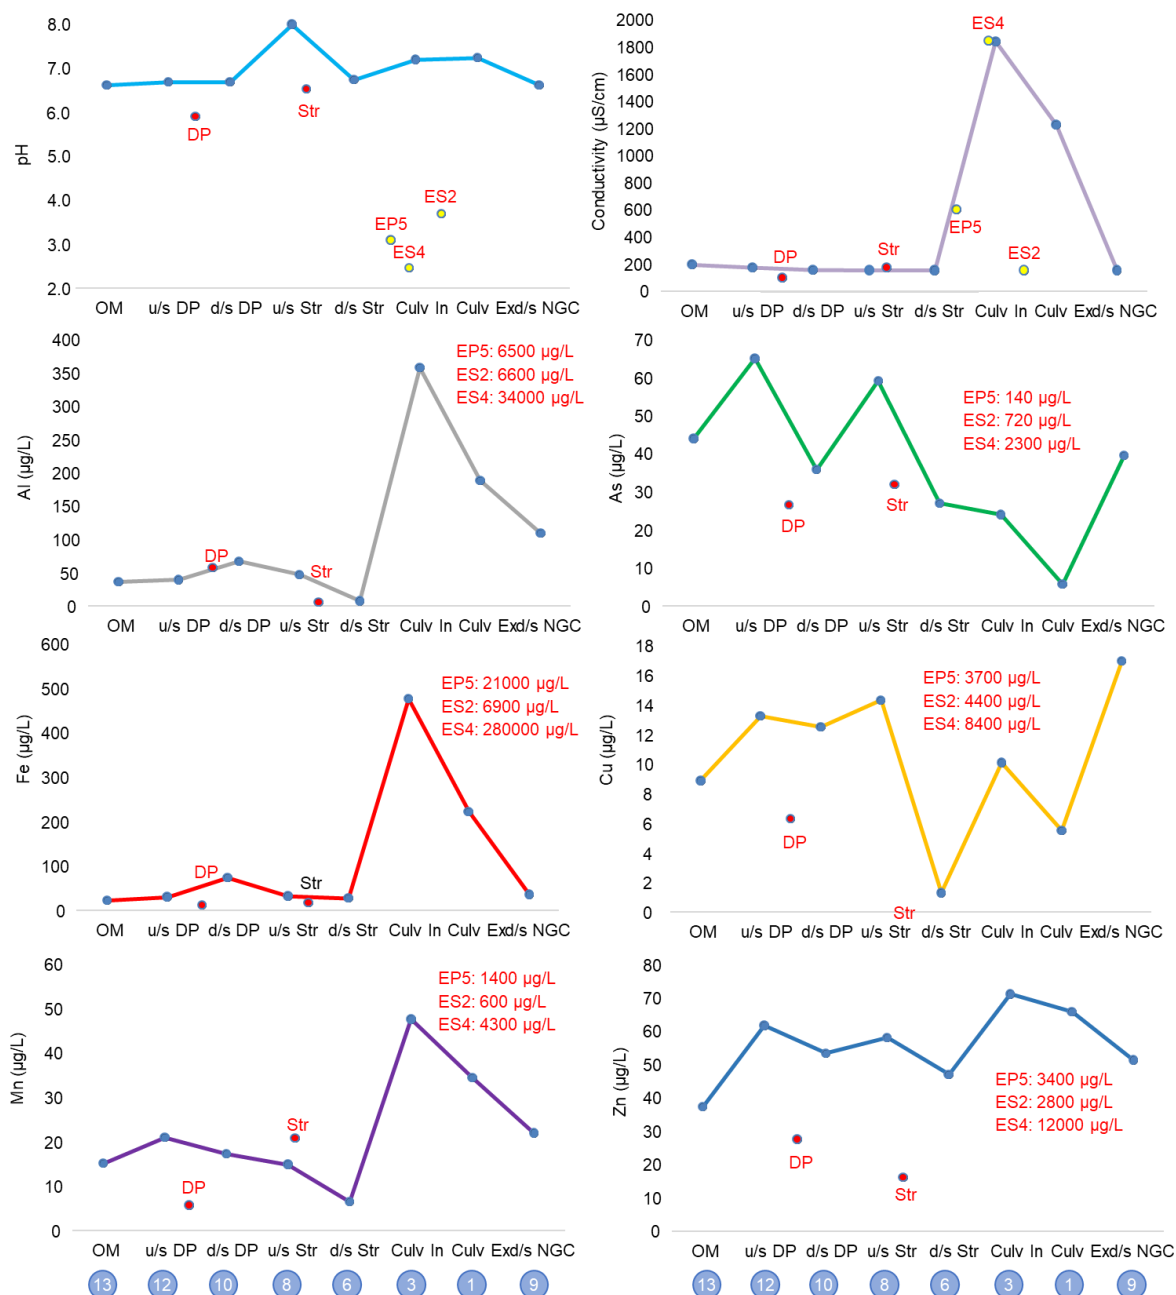 pH
8.0
7.0
6.0
5.0
4.0
3.0
2.0
DP
Str
EP5
ES4
ES2
OM u/s DP d/s DP u/s Str d/s Str Culv In Culv Exd/s NGC
Conductivity (µS/cm)
2000
1800
1600
1400
1200
1000
800
600
400
200
0
ES4
EP5
DP
Str
ES2
OM u/s DP d/s DP u/s Str d/s Str Culv In Culv Exd/s NGC
Al (µg/L)
400
350
300
250
200
150
100
50
0
EP5: 6500 µg/L
ES2: 6600 µg/L
ES4: 34000 µg/L
DP
Str
OM u/s DP d/s DP u/s Str d/s Str Culv In Culv Exd/s NGC
As (µg/L)
70
60
50
40
30
20
10
0
EP5: 140 µg/L
ES2: 720 µg/L
ES4: 2300 µg/L
DP
Str
OM u/s DP d/s DP u/s Str d/s Str Culv In Culv Exd/s NGC
Fe (µg/L)
600
500
400
300
200
100
0
EP5: 21000 µg/L
ES2: 6900 µg/L
ES4: 280000 µg/L
DP
Str
OM u/s DP d/s DP u/s Str d/s Str Culv In Culv Exd/s NGC
Cu (µg/L)
18
16
14
12
10
8
6
4
2
0
EP5: 3700 µg/L
ES2: 4400 µg/L
ES4: 8400 µg/L
DP
Str
OM u/s DP d/s DP u/s Str d/s Str Culv In Culv Exd/s NGC
Mn (µg/L)
60
50
40
30
20
10
0
EP5: 1400 µg/L
ES2: 600 µg/L
ES4: 4300 µg/L
Str
DP
OM u/s DP d/s DP u/s Str d/s Str Culv In Culv Exd/s NGC
13 12 10 8 6 3 1 9
Zn (µg/L)
80
70
60
50
40
30
20
10
0
EP5: 3400 µg/L
ES2: 2800 µg/L
ES4: 12000 µg/L
DP
Str
OM u/s DP d/s DP u/s Str d/s Str Culv In Culv Exd/s NGC
13 12 10 8 6 3 1 9